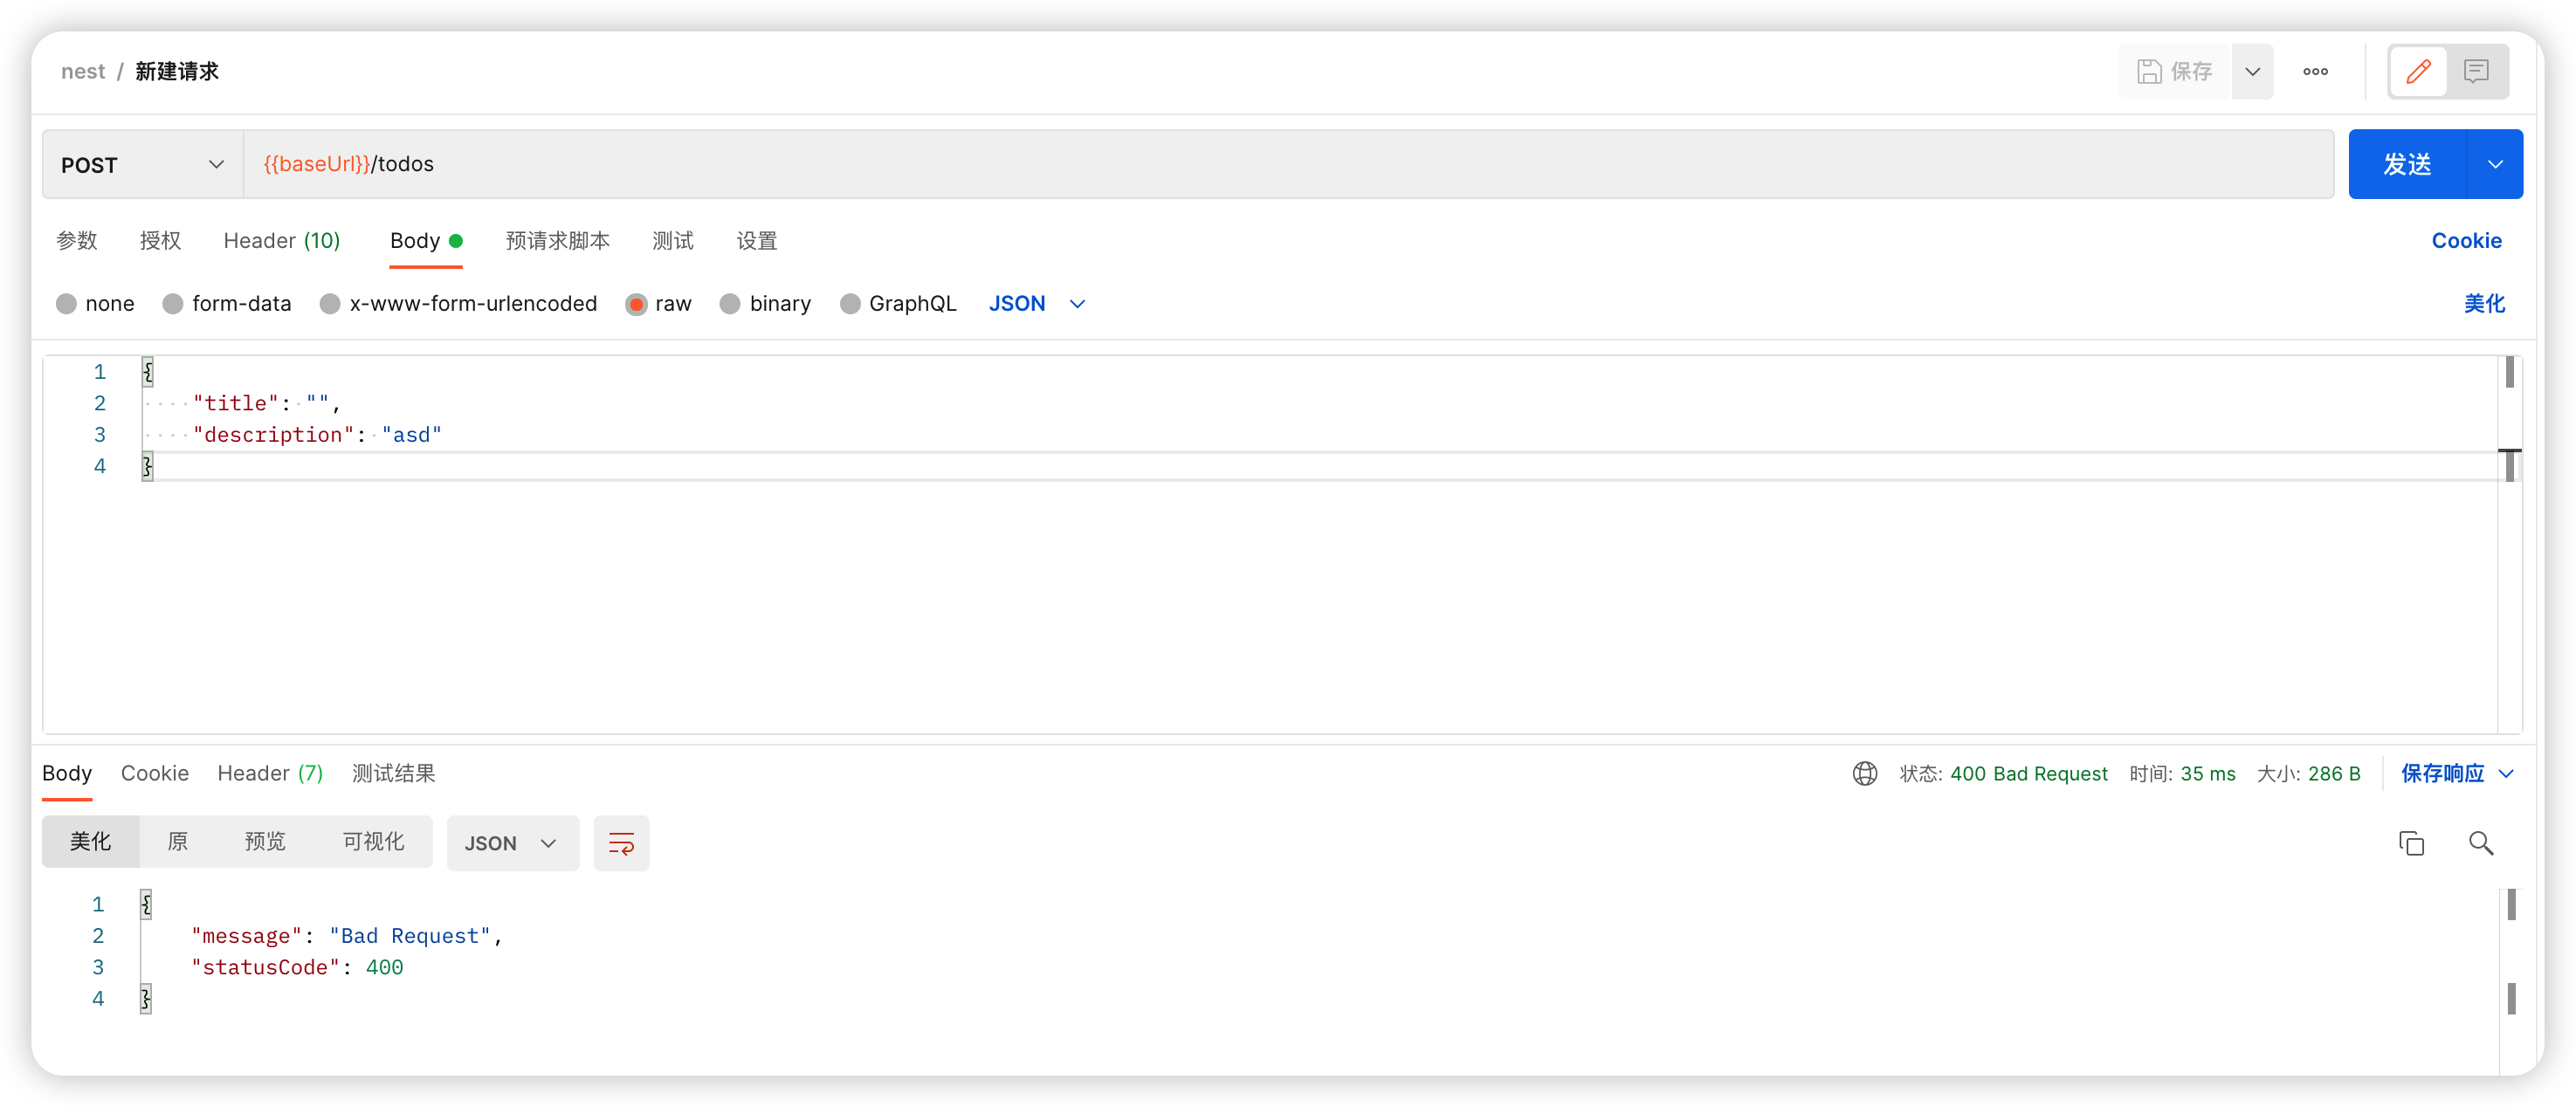 nest / 新建请求
保存
POST
{{baseUrl}}/todos
发送
参数 授权 Header (10) Body 预请求脚本 测试 设置 Cookie
none form-data x-www-form-urlencoded raw binary GraphQL JSON 美化
1 {
2 "title": "",
3 "description": "asd"
4 }
Body Cookie Header (7) 测试结果 状态: 400 Bad Request 时间: 35 ms 大小: 286 B 保存响应
美化 原 预览 可视化 JSON
1 {
2 "message": "Bad Request",
3 "statusCode": 400
4 }